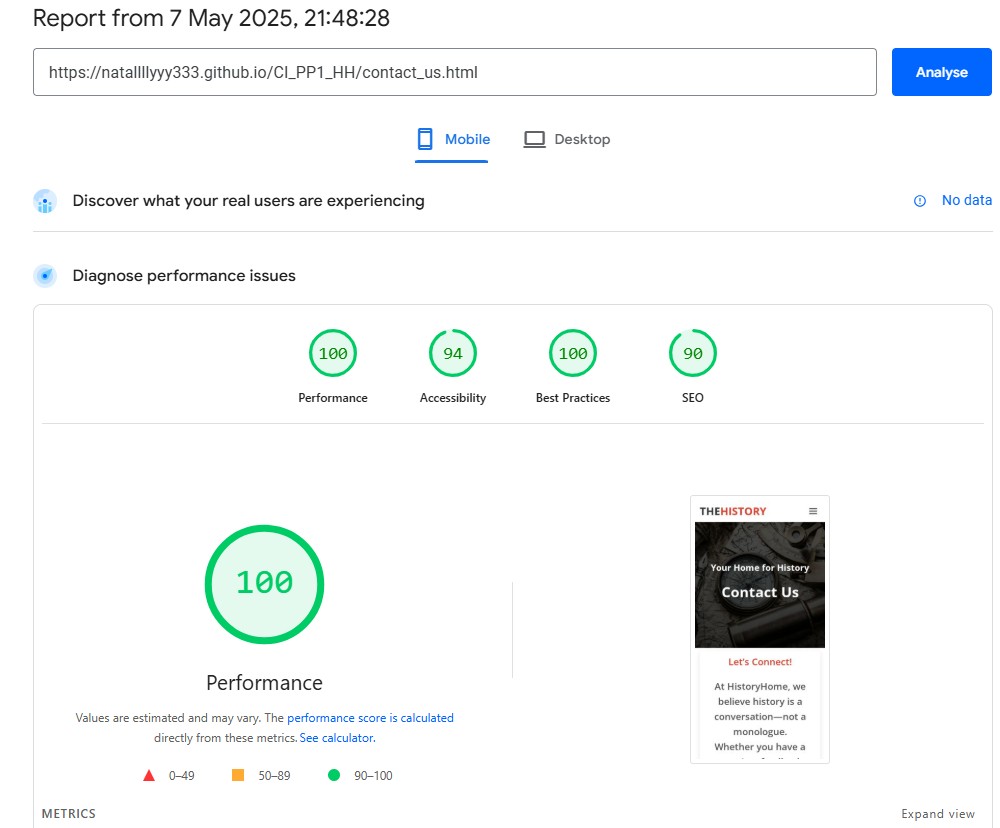 Report from 7 May 2025, 21:48:28
https://natallllyyy333.github.io/CI_PP1_HH/contact_us.html
Analyse
Mobile
Desktop
Discover what your real users are experiencing
No data
Diagnose performance issues
100
94
100
90
Performance
Accessibility
Best Practices
SEO
100
Performance
Values are estimated and may vary. The performance score is calculated
directly from these metrics. See calculator.
0–49
50–89
90–100
THEHISTORY
Your Home for History
Contact Us
Let's Connect!
At HistoryHome, we
believe history is a
conversation—not a
monologue.
Whether you have a
METRICS
Expand view